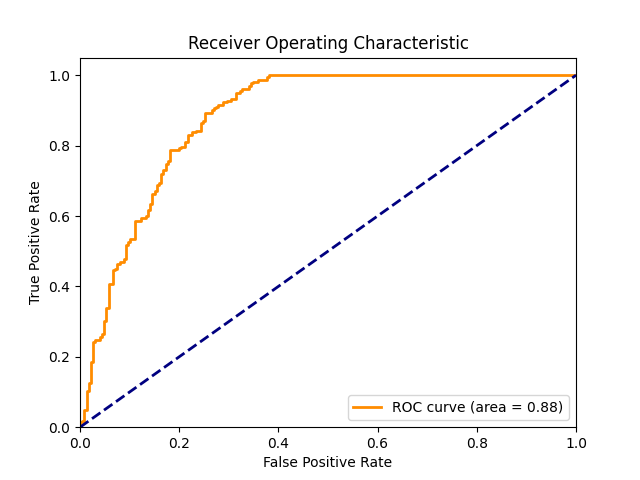 Receiver Operating Characteristic
True Positive Rate
1.0
0.8
0.6
0.4
0.2
0.0
0.0 0.2 0.4 0.6 0.8 1.0
False Positive Rate
ROC curve (area = 0.88)